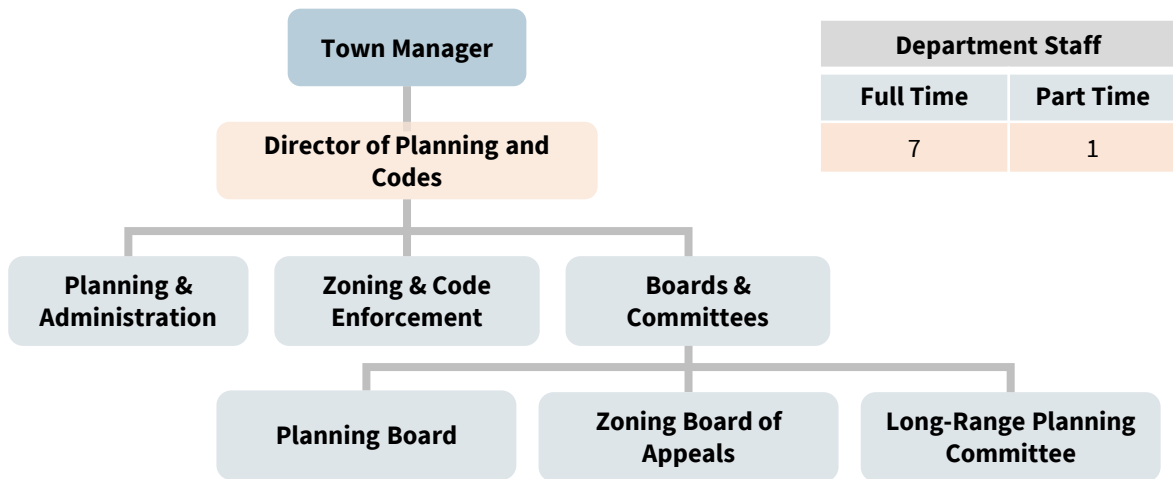 Town Manager
Director of Planning and
Codes
Department Staff
Full Time Part Time
7 1
Planning &
Administration
Zoning & Code
Enforcement
Boards &
Committees
Planning Board
Zoning Board of
Appeals
Long-Range Planning
Committee